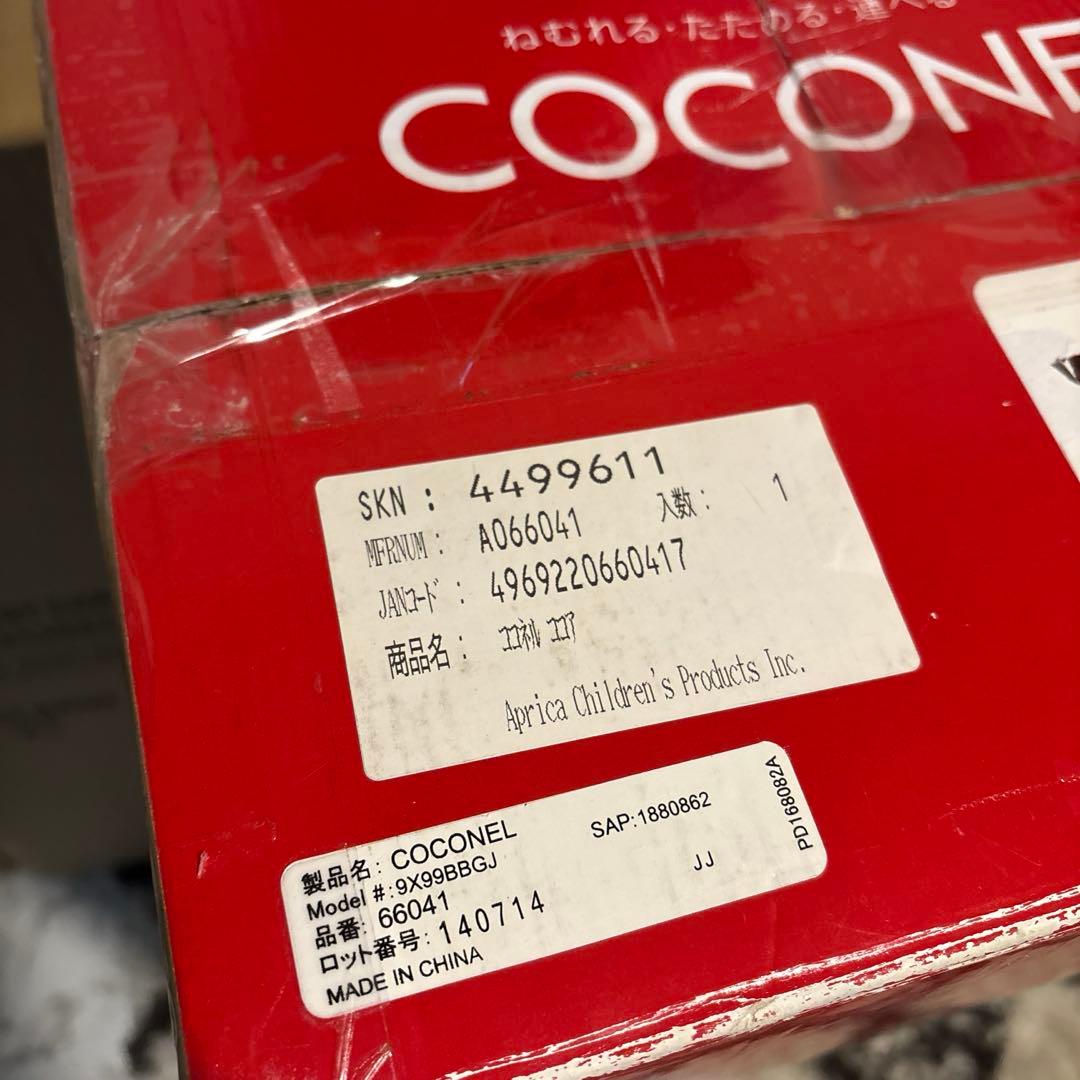 ねむれる・たためる・運べる
COCONE
SKN : 4499611
MFRNUM : A066041 入数 : 1
JANコード : 4969220660417
商品名 : ココネル ココア
Aprica Children's Products Inc.
製品名: COCONEL SAP:1880862
Model #:9X99BBGJ JJ
品番: 66041
ロット番号: 140714
MADE IN CHINA
PD168082A